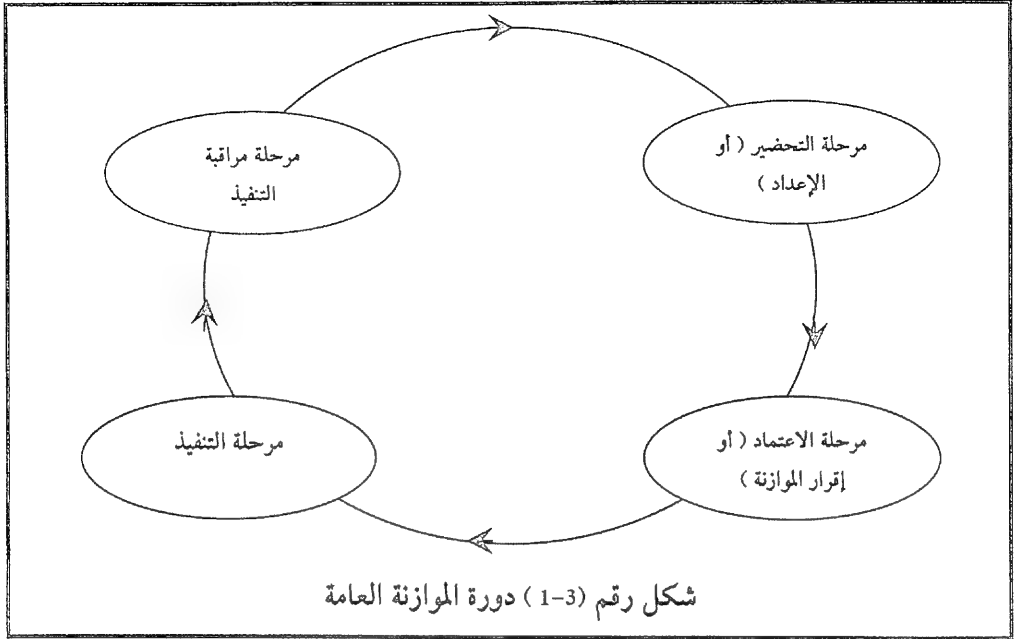 مرحلة التحضير ( أو
الإعداد )
مرحلة مراقبة
التنفيذ
مرحلة الاعتماد ( أو
إقرار الموازنة )
مرحلة التنفيذ
شكل رقم (3-1 ) دورة الموازنة العامة